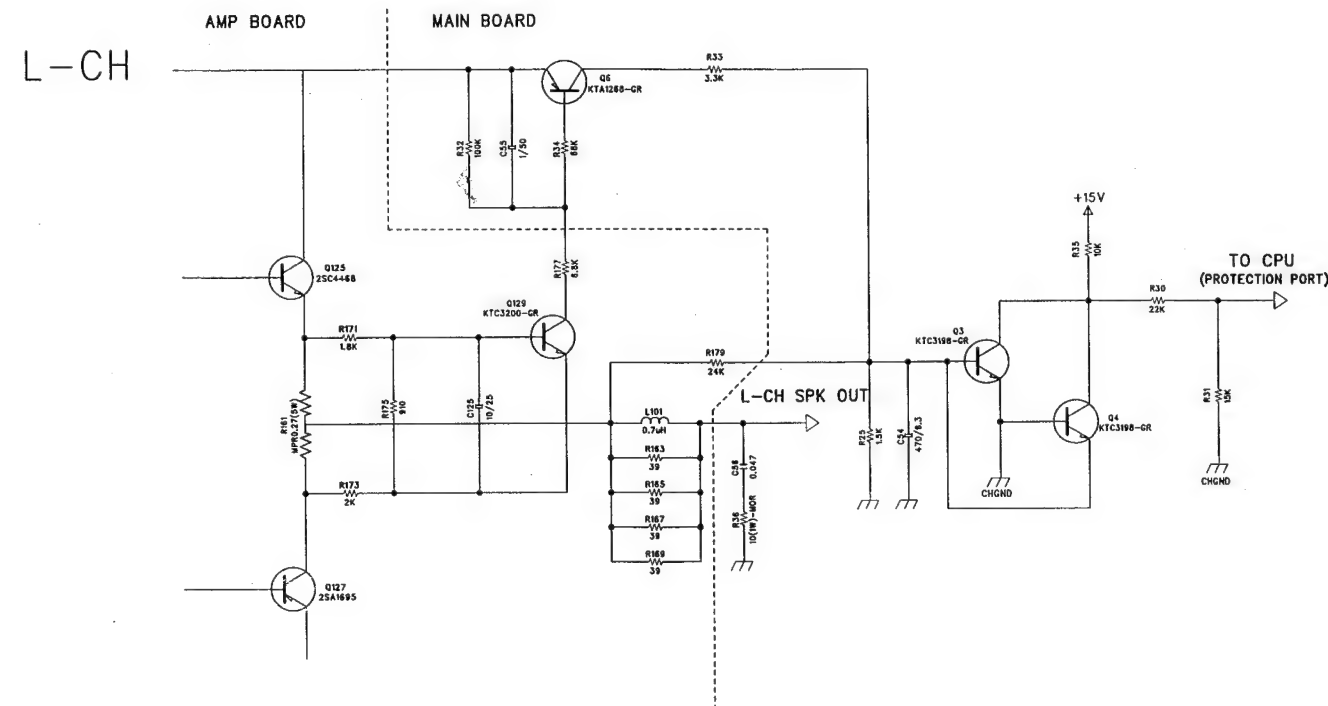 AMP BOARD
MAIN BOARD
L-CH
R33
3.3K
Q6
KTA1268-GR
R32
100K
C55
1/50
R34
68K
+15V
R35
10K
TO CPU
(PROTECTION PORT)
R177
6.8K
Q125
2SC4468
Q129
KTC3200-GR
R30
22K
R171
1.8K
Q3
KTC3198-GR
R179
24K
R175
910
C125
10/25
L-CH SPK OUT
R161
MPR0.27(5W)
L101
0.7uH
R25
1.5K
C54
470/6.3
Q4
KTC3198-GR
R31
15K
R163
39
C56
0.047
R173
2K
R165
39
CHGND
CHGND
R36
10(1W)-MOR
R167
39
R169
39
Q127
2SA1695